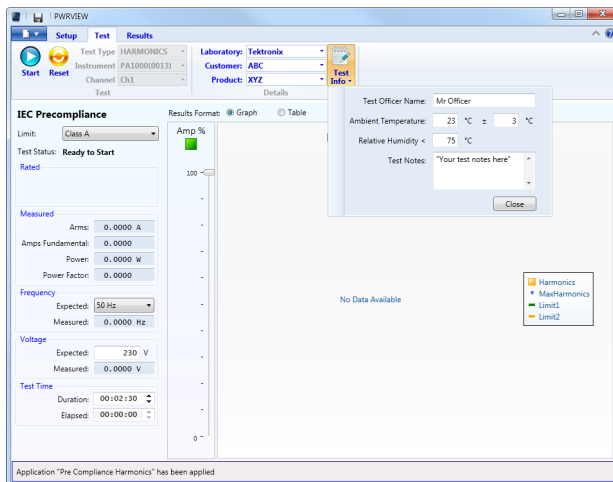 PWRVIEW
Setup Test Results
Test Type HARMONICS
Instrument PA1000(0013)
Channel Ch1
Start Reset
Test
Laboratory: Tektronix
Customer: ABC
Product: XYZ
Details
Test Info
Test Officer Name: Mr Officer
Ambient Temperature: 23 °C ± 3 °C
Relative Humidity < 75 °C
Test Notes: "Your test notes here"
Close
IEC Precompliance
Results Format: Graph Table
Limit: Class A
Test Status: Ready to Start
Rated
Measured
Arms: 0.0000 A
Amps Fundamental: 0.0000
Power: 0.0000 W
Power Factor: 0.0000
Frequency
Expected: 50 Hz
Measured: 0.0000 Hz
Voltage
Expected: 230 V
Measured: 0.0000 V
Test Time
Duration: 00:02:30
Elapsed: 00:00:00
Amp %
100
0
No Data Available
Harmonics
MaxHarmonics
Limit1
Limit2
Application "Pre Compliance Harmonics" has been applied